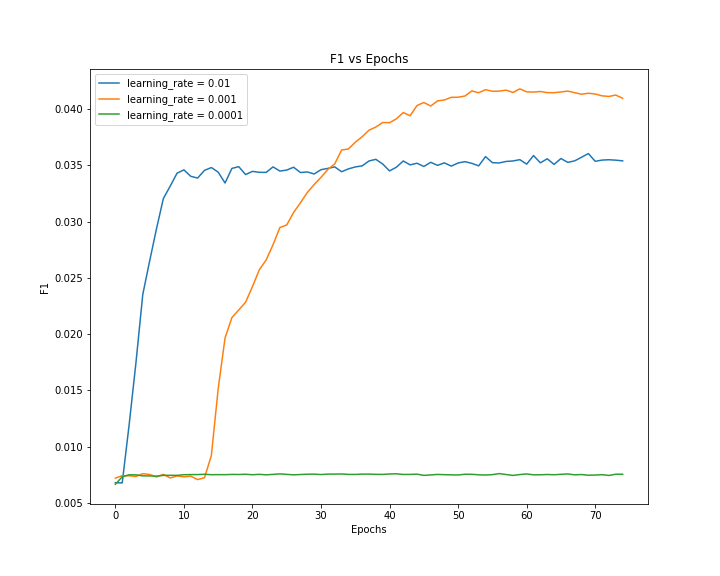 F1 vs Epochs
learning_rate = 0.01
learning_rate = 0.001
learning_rate = 0.0001
0.040
0.035
0.030
0.025
0.020
0.015
0.010
0.005
F1
0 10 20 30 40 50 60 70
Epochs